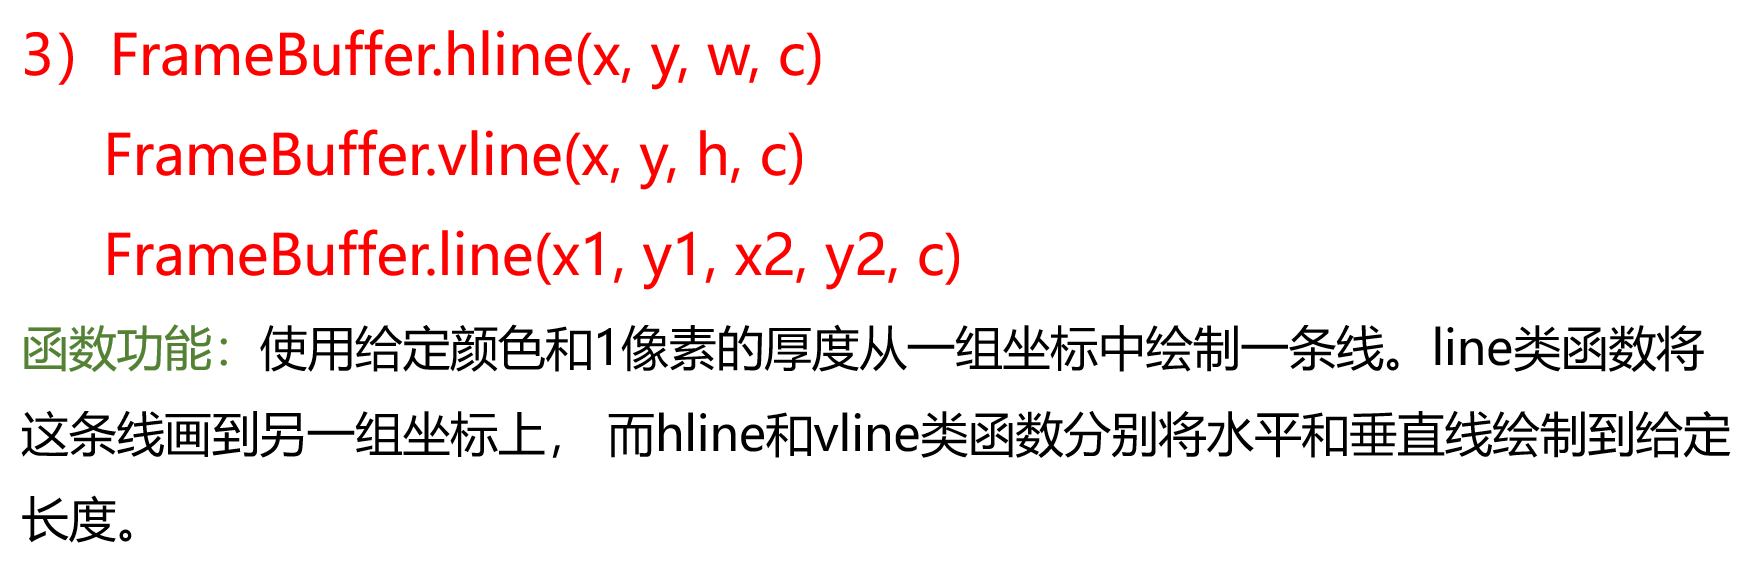 3）FrameBuffer.hline(x, y, w, c)
FrameBuffer.vline(x, y, h, c)
FrameBuffer.line(x1, y1, x2, y2, c)
函数功能：使用给定颜色和1像素的厚度从一组坐标中绘制一条线。line类函数将
这条线画到另一组坐标上， 而hline和vline类函数分别将水平和垂直线绘制到给定
长度。